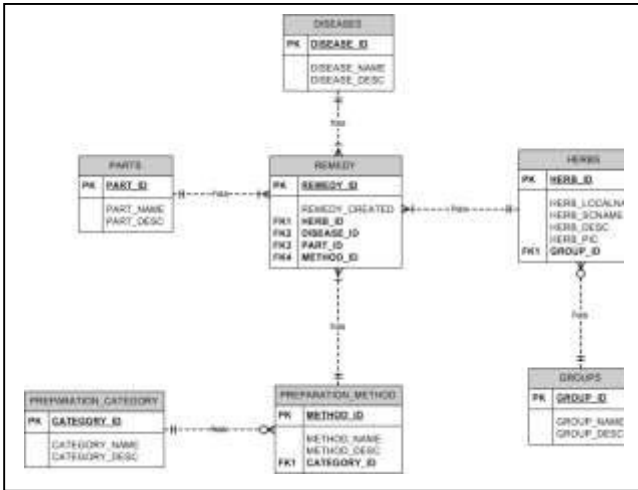 DISEASES
PK DISEASE_ID
DISEASE_NAME
DISEASE_DESC
Has
PARTS
PK PART_ID
PART_NAME
PART_DESC
Has
REMEDY
PK REMEDY_ID
REMEDY_CREATED
FK1 HERB_ID
FK2 DISEASE_ID
FK3 PART_ID
FK4 METHOD_ID
Has
HERBS
PK HERB_ID
HERB_LOCALNA
HERB_SCNAME
HERB_DESC
HERB_PIC
FK1 GROUP_ID
Has
Has
GROUPS
PK GROUP_ID
GROUP_NAME
GROUP_DESC
PREPARATION_CATEGORY
PK CATEGORY_ID
CATEGORY_NAME
CATEGORY_DESC
Has
PREPARATION_METHOD
PK METHOD_ID
METHOD_NAME
METHOD_DESC
FK1 CATEGORY_ID